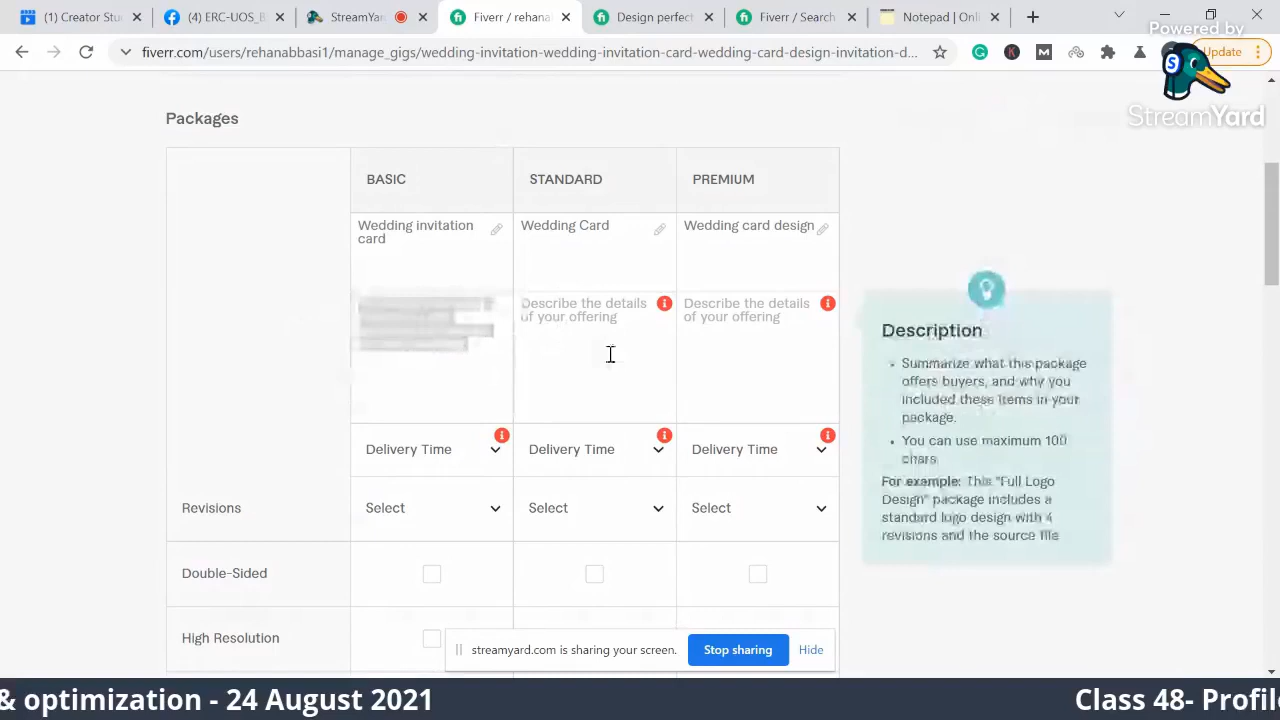 (1) Creator Stu
(4) ERC-UOS_B
StreamYar
Fiverr / rehana
Design perfec
Fiverr / Search
Notepad | Onli
fiverr.com/users/rehanabbasi1/manage_gigs/wedding-invitation-wedding-invitation-card-wedding-card-design-invitation-d...
Update
Powered by
StreamYard
Packages
BASIC STANDARD PREMIUM
Wedding invitation card
Wedding Card
Wedding card design
Describe the details
of your offering
Describe the details
of your offering
Delivery Time Delivery Time Delivery Time
Revisions Select Select Select
Double-Sided
High Resolution
Description
Summarize what this package
offers buyers, and why you
included these items in your
package.
You can use maximum 100
chars
For example: This "Full Logo
Design" package includes a
standard logo design with 4
revisions and the source file
streamyard.com is sharing your screen. Stop sharing Hide
& optimization - 24 August 2021 Class 48- Profil